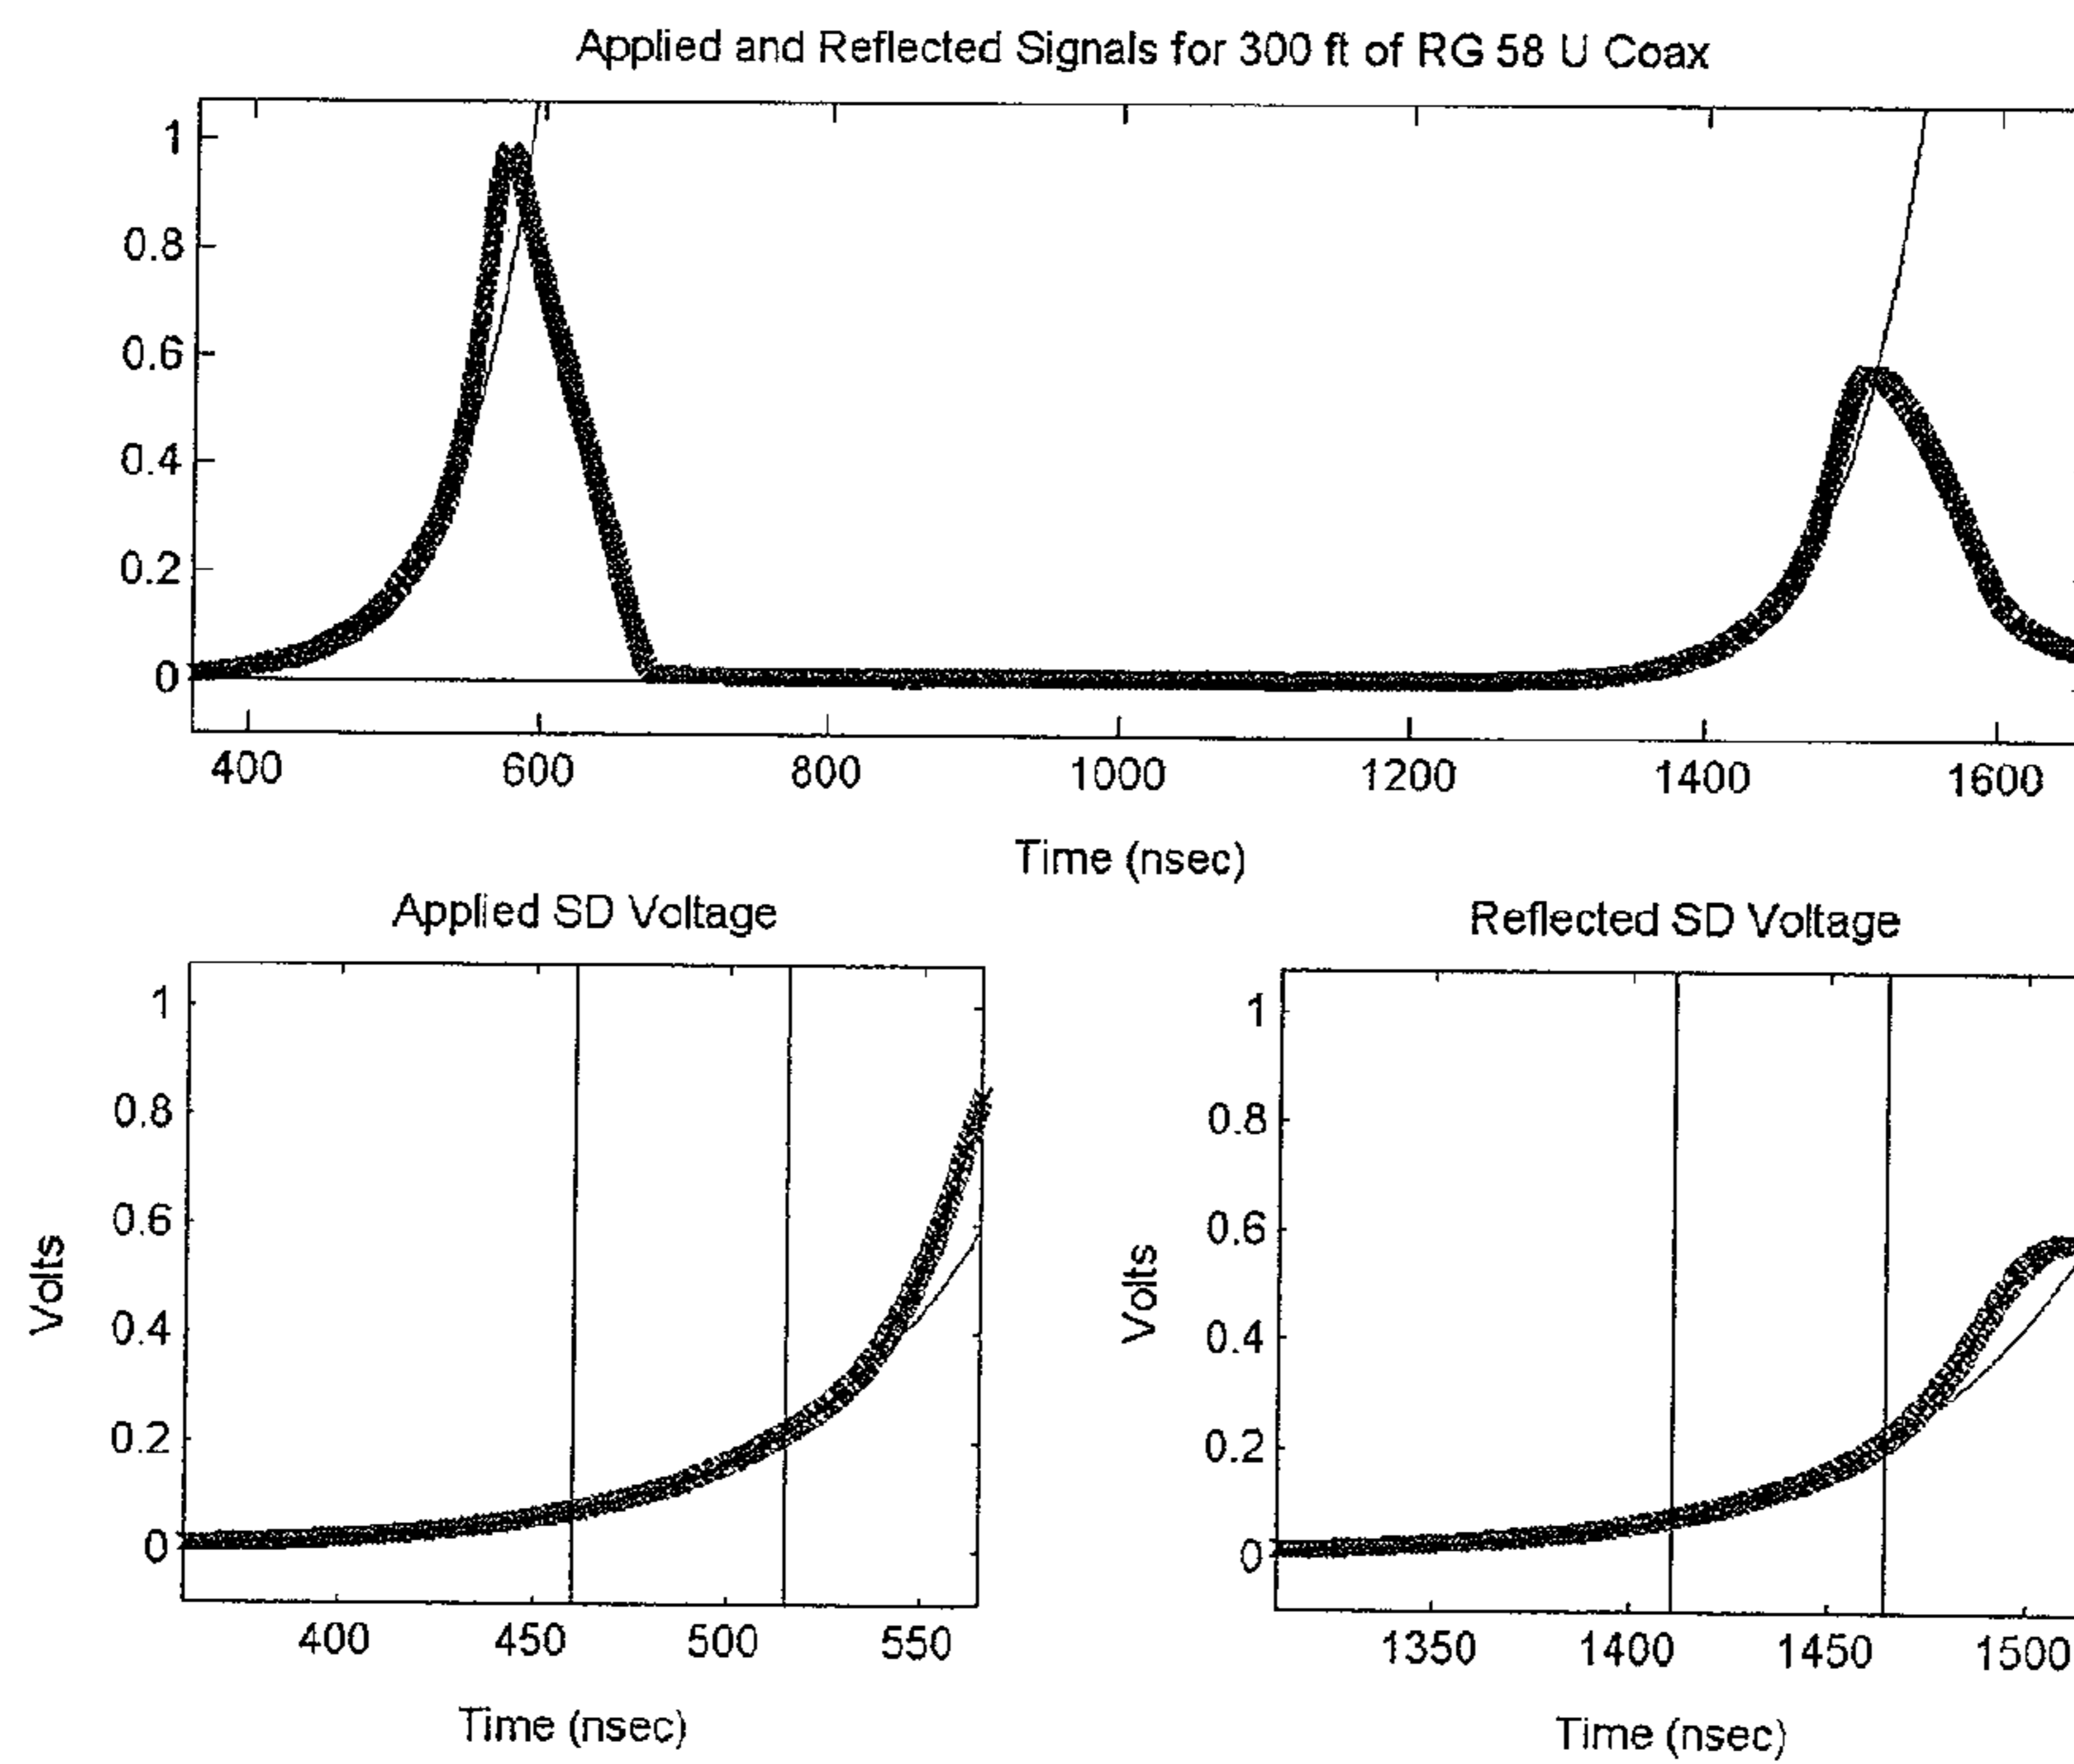 Applied and Reflected Signals for 300 ft of RG 58 U Coax
1
0.8
0.6
0.4
0.2
0
400 600 800 1000 1200 1400 1600
Time (nsec)
Applied SD Voltage
1
0.8
0.6
0.4
0.2
0
Volts
400 450 500 550
Time (nsec)
Reflected SD Voltage
1
0.8
0.6
0.4
0.2
0
Volts
1350 1400 1450 1500
Time (nsec)